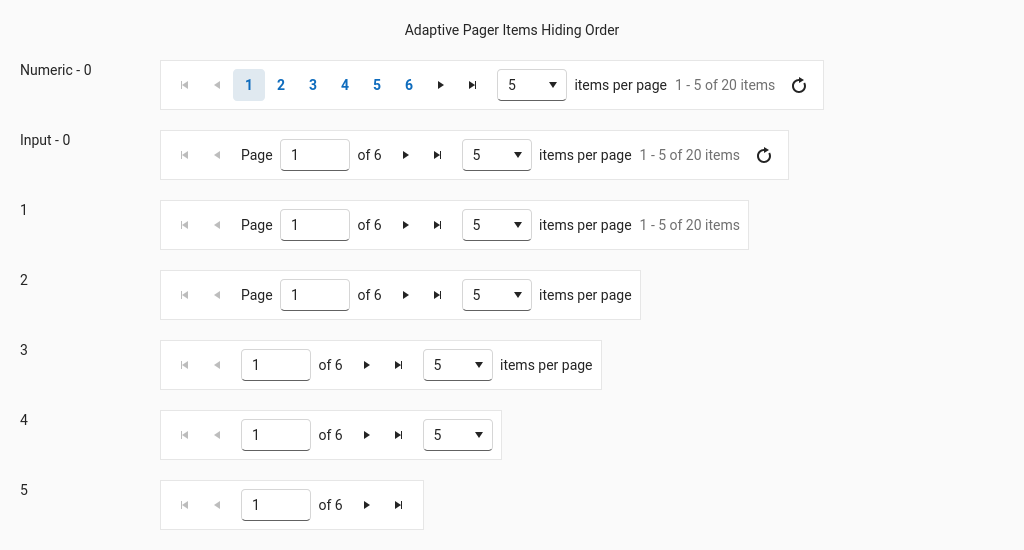 Adaptive Pager Items Hiding Order
Numeric - 0
1 2 3 4 5 6 5 items per page 1 - 5 of 20 items
Input - 0
Page 1 of 6 5 items per page 1 - 5 of 20 items
1
Page 1 of 6 5 items per page 1 - 5 of 20 items
2
Page 1 of 6 5 items per page
3
1 of 6 5 items per page
4
1 of 6 5
5
1 of 6